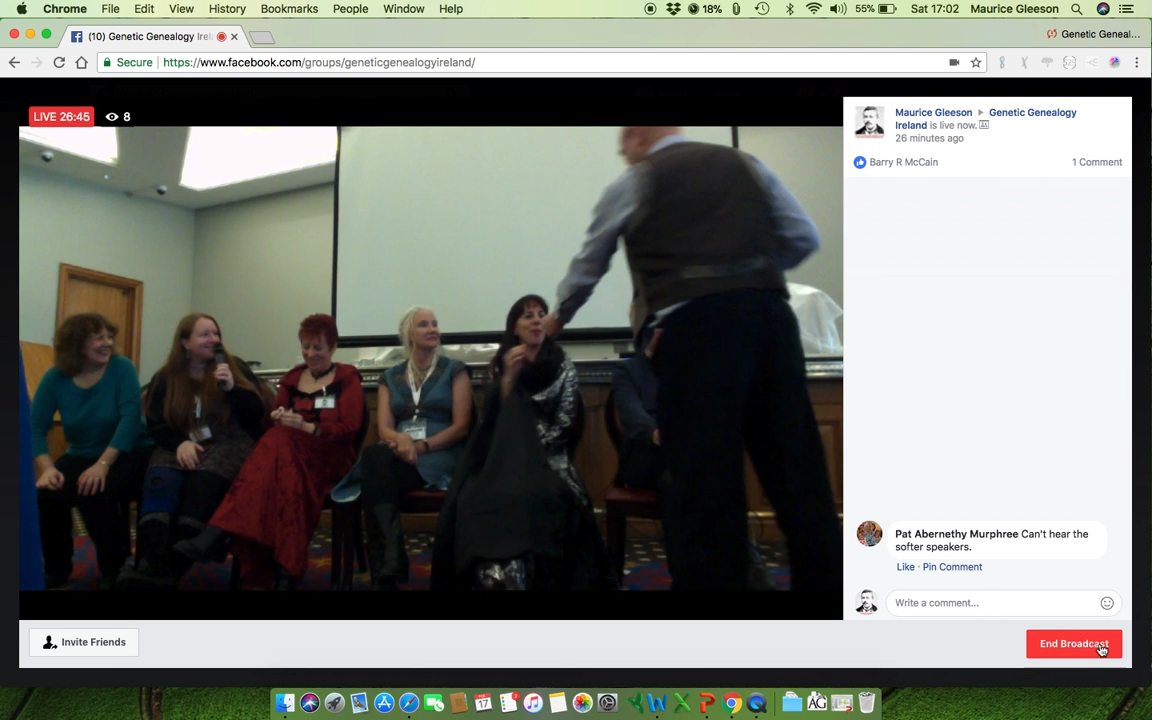 Chrome File Edit View History Bookmarks People Window Help 18% 55% Sat 17:02 Maurice Gleeson
(10) Genetic Genealogy Irel
Genetic Geneal...
Secure https://www.facebook.com/groups/geneticgenealogyireland/
LIVE 26:45 8
Maurice Gleeson Genetic Genealogy
Ireland is live now.
26 minutes ago
Barry R McCain 1 Comment
Pat Abernethy Murphree Can't hear the
softer speakers.
Like · Pin Comment
Write a comment...
Invite Friends
End Broadcast
17